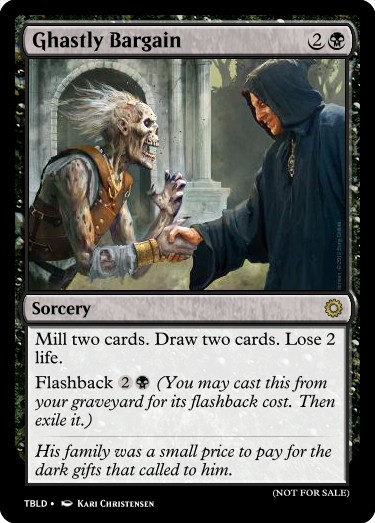 Ghastly Bargain 2
Sorcery
Mill two cards. Draw two cards. Lose 2
life.
Flashback 2 (You may cast this from
your graveyard for its flashback cost. Then
exile it.)
His family was a small price to pay for the
dark gifts that called to him.
(NOT FOR SALE)
TBLD • Kari Christensen